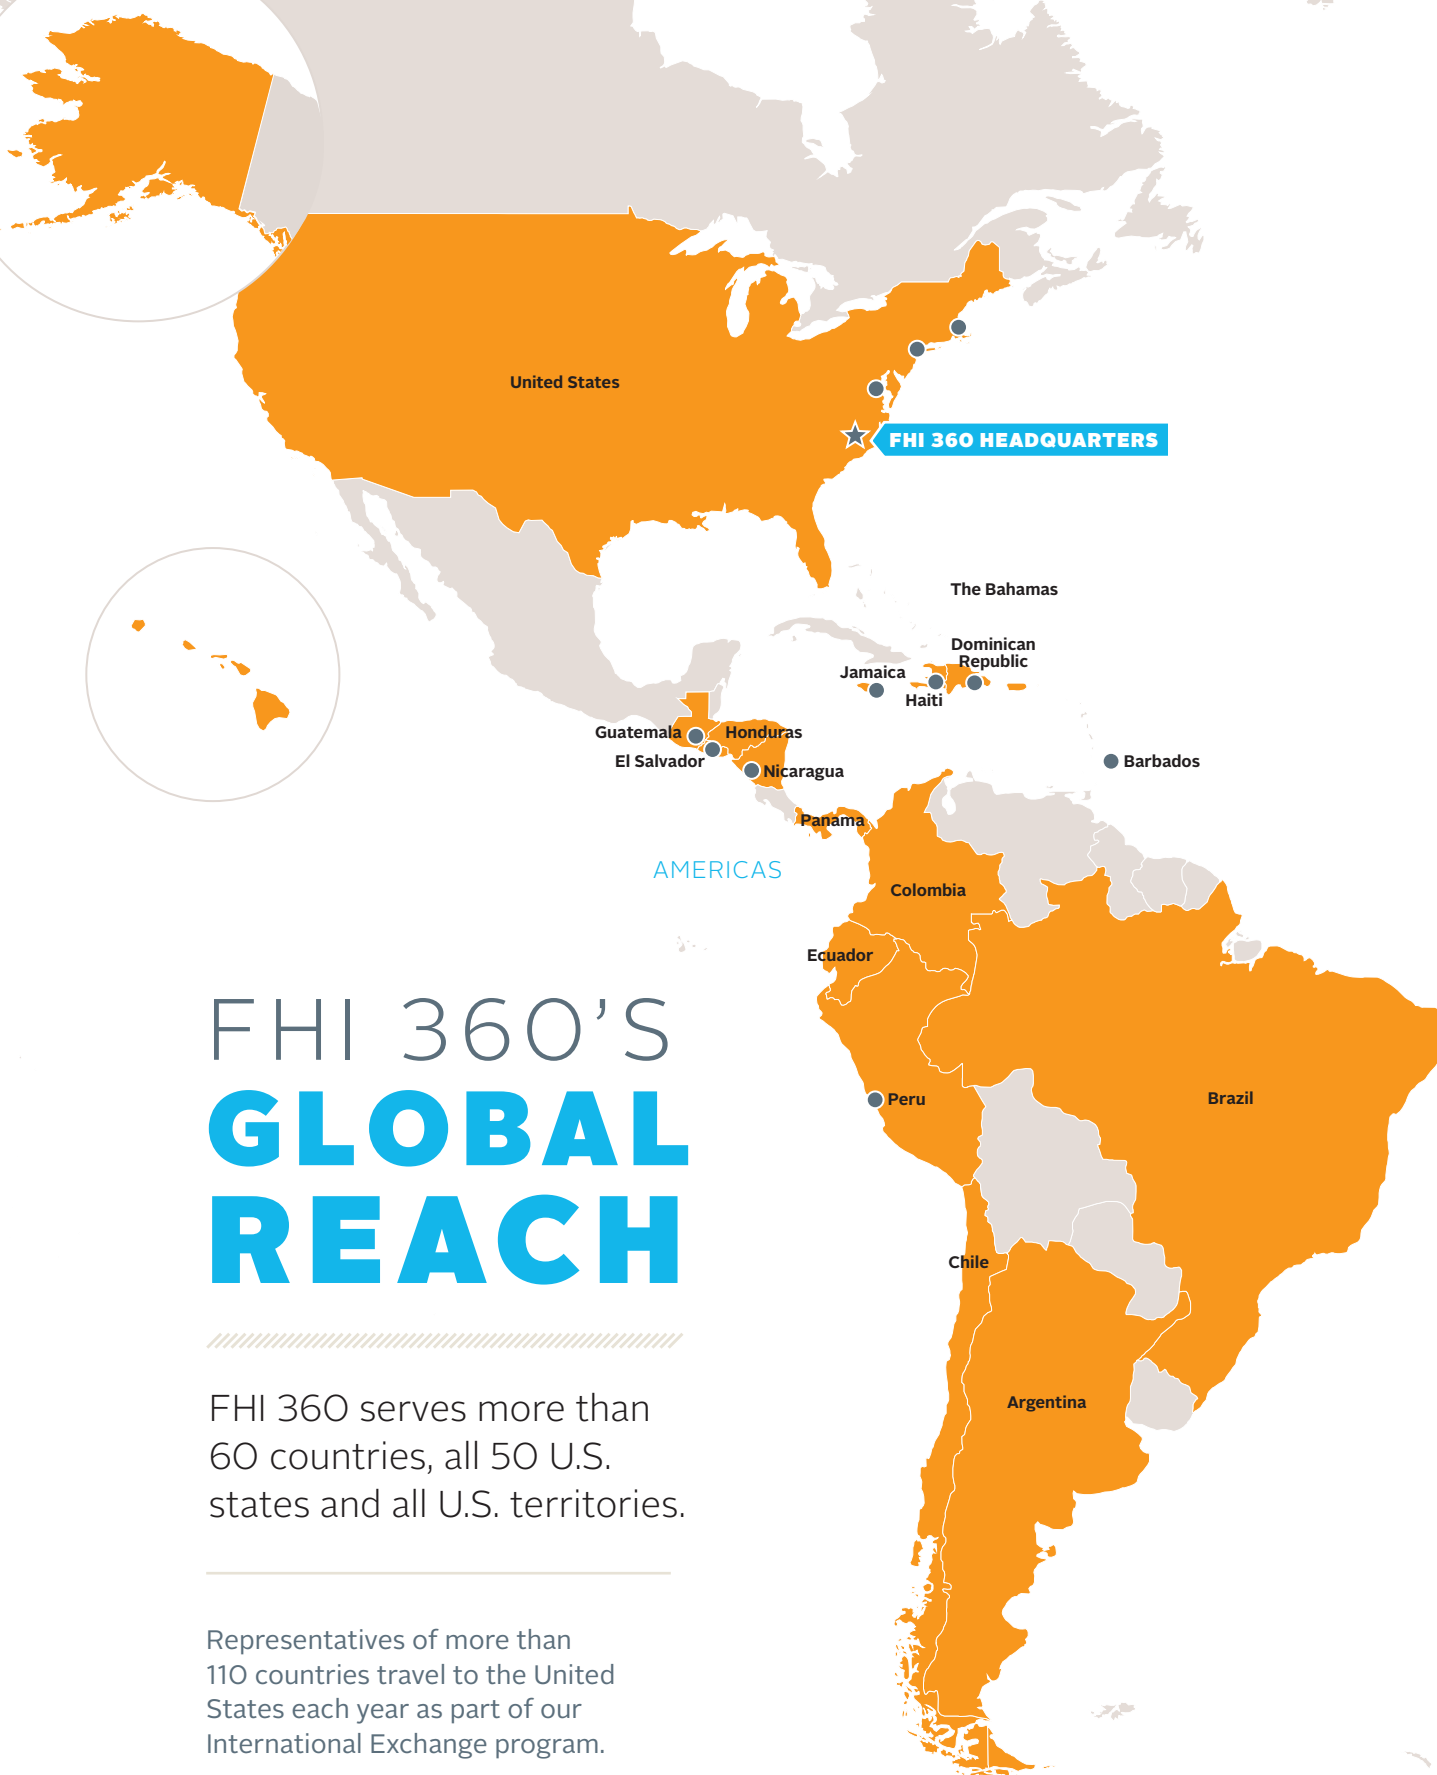 United States
FHI 360 HEADQUARTERS
The Bahamas
Dominican
Republic
Jamaica
Haiti
Guatemala
Honduras
El Salvador
Nicaragua
Barbados
Panama
AMERICAS
Colombia
Ecuador
FHI 360'S
GLOBAL
REACH
Peru
Brazil
Chile
Argentina
FHI 360 serves more than
60 countries, all 50 U.S.
states and all U.S. territories.
Representatives of more than
110 countries travel to the United
States each year as part of our
International Exchange program.